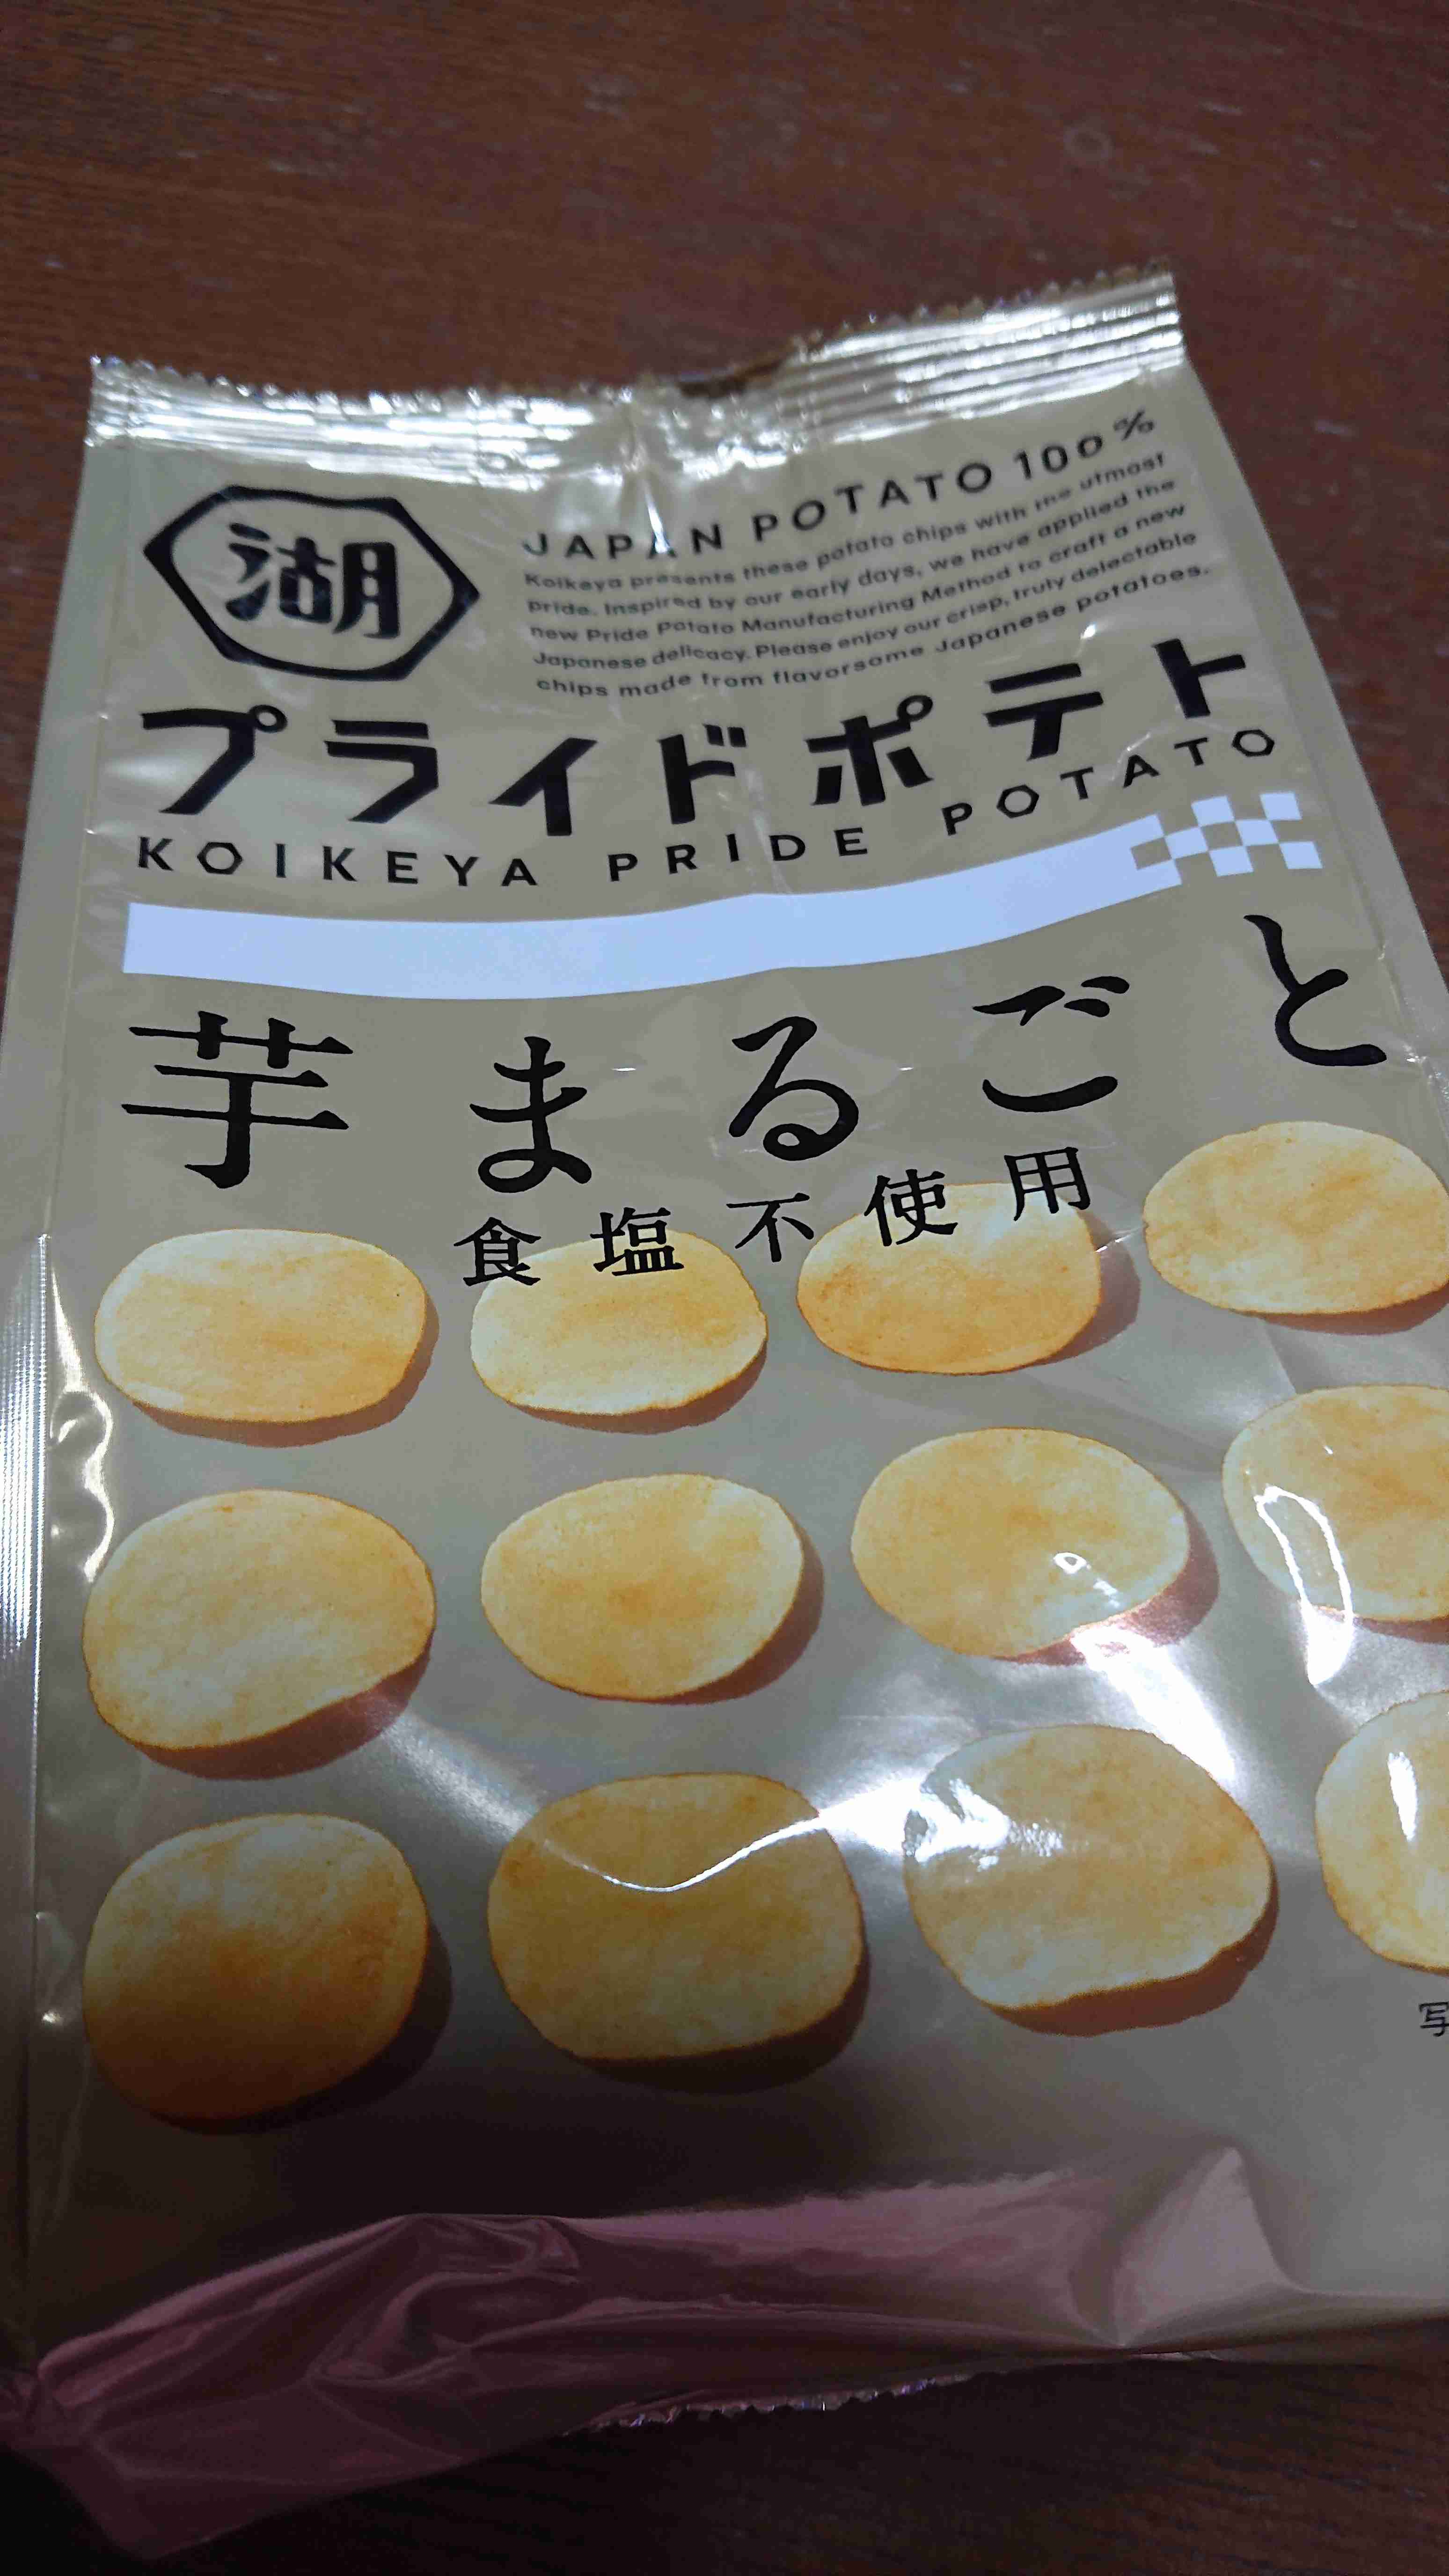 湖
JAPAN POTATO 100%
Koikeya presents these potato chips with the utmost
pride. Inspired by our early days, we have applied the
new Pride Potato Manufacturing Method to craft a new
Japanese delicacy. Please enjoy our crisp, truly delectable
chips made from flavorsome Japanese potatoes.
プライドポテト
KOIKEYA PRIDE POTATO
芋まるごと
食塩不使用
写